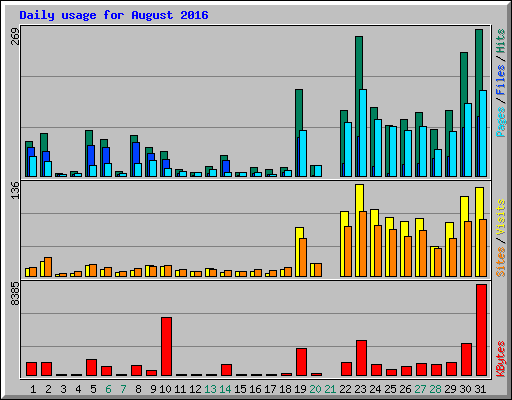 Daily usage for August 2016
269
Pages / Files / Hits
136
Sites / Visits
8385
KBytes
1 2 3 4 5 6 7 8 9 10 11 12 13 14 15 16 17 18 19 20 21 22 23 24 25 26 27 28 29 30 31